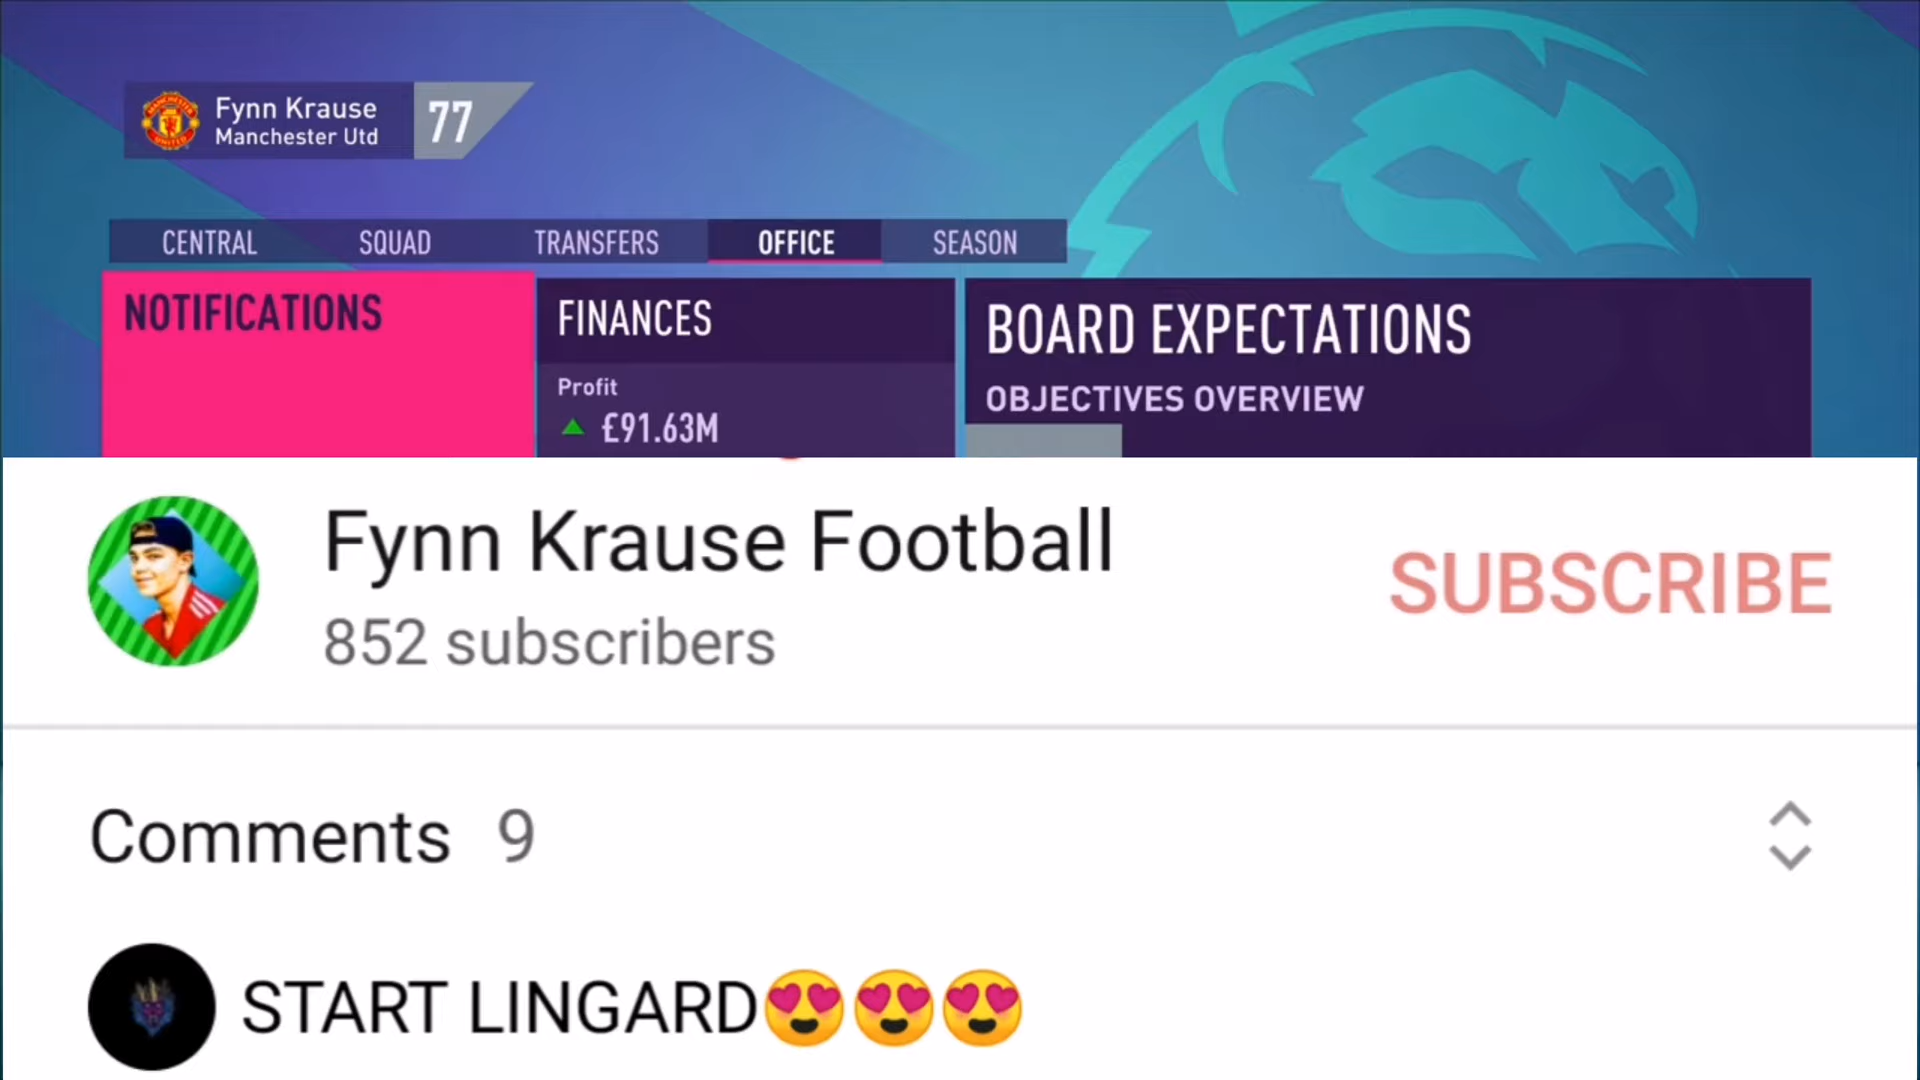 Fynn Krause
Manchester Utd
77
CENTRAL SQUAD TRANSFERS OFFICE SEASON
NOTIFICATIONS
FINANCES
Profit
£91.63M
BOARD EXPECTATIONS
OBJECTIVES OVERVIEW
Fynn Krause Football
852 subscribers
SUBSCRIBE
Comments 9
START LINGARD😍😍😍